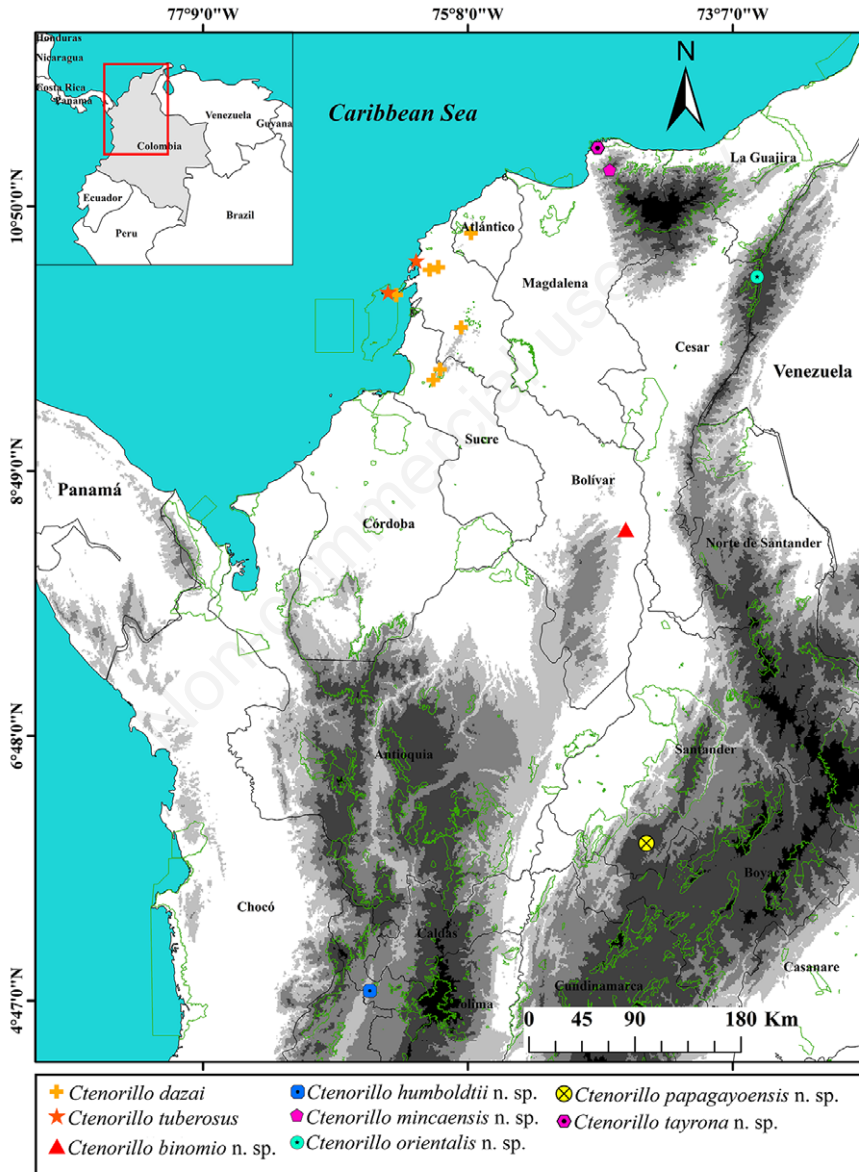 77°9'0"W
75°8'0"W
73°7'0"W
Honduras
Nicaragua
Costa Rica
Panamá
Venezuela
Guyana
Colombia
Ecuador
Perú
Brazil
Caribbean Sea
N
La Guajira
10°50'0"N
Atlántico
Magdalena
Cesar
Venezuela
Sucre
8°49'0"N
Panamá
Bolívar
Córdoba
Norte de Santander
Non commercial use
6°48'0"N
Antioquia
Santander
Boyacá
Chocó
Caldas
Casanare
4°47'0"N
Cundinamarca
Tolima
0 45 90 180 Km
Ctenorillo dazai
Ctenorillo tuberosus
Ctenorillo binomio n. sp.
Ctenorillo humboldtii n. sp.
Ctenorillo mincaensis n. sp.
Ctenorillo orientalis n. sp.
Ctenorillo papagayoensis n. sp.
Ctenorillo tayrona n. sp.